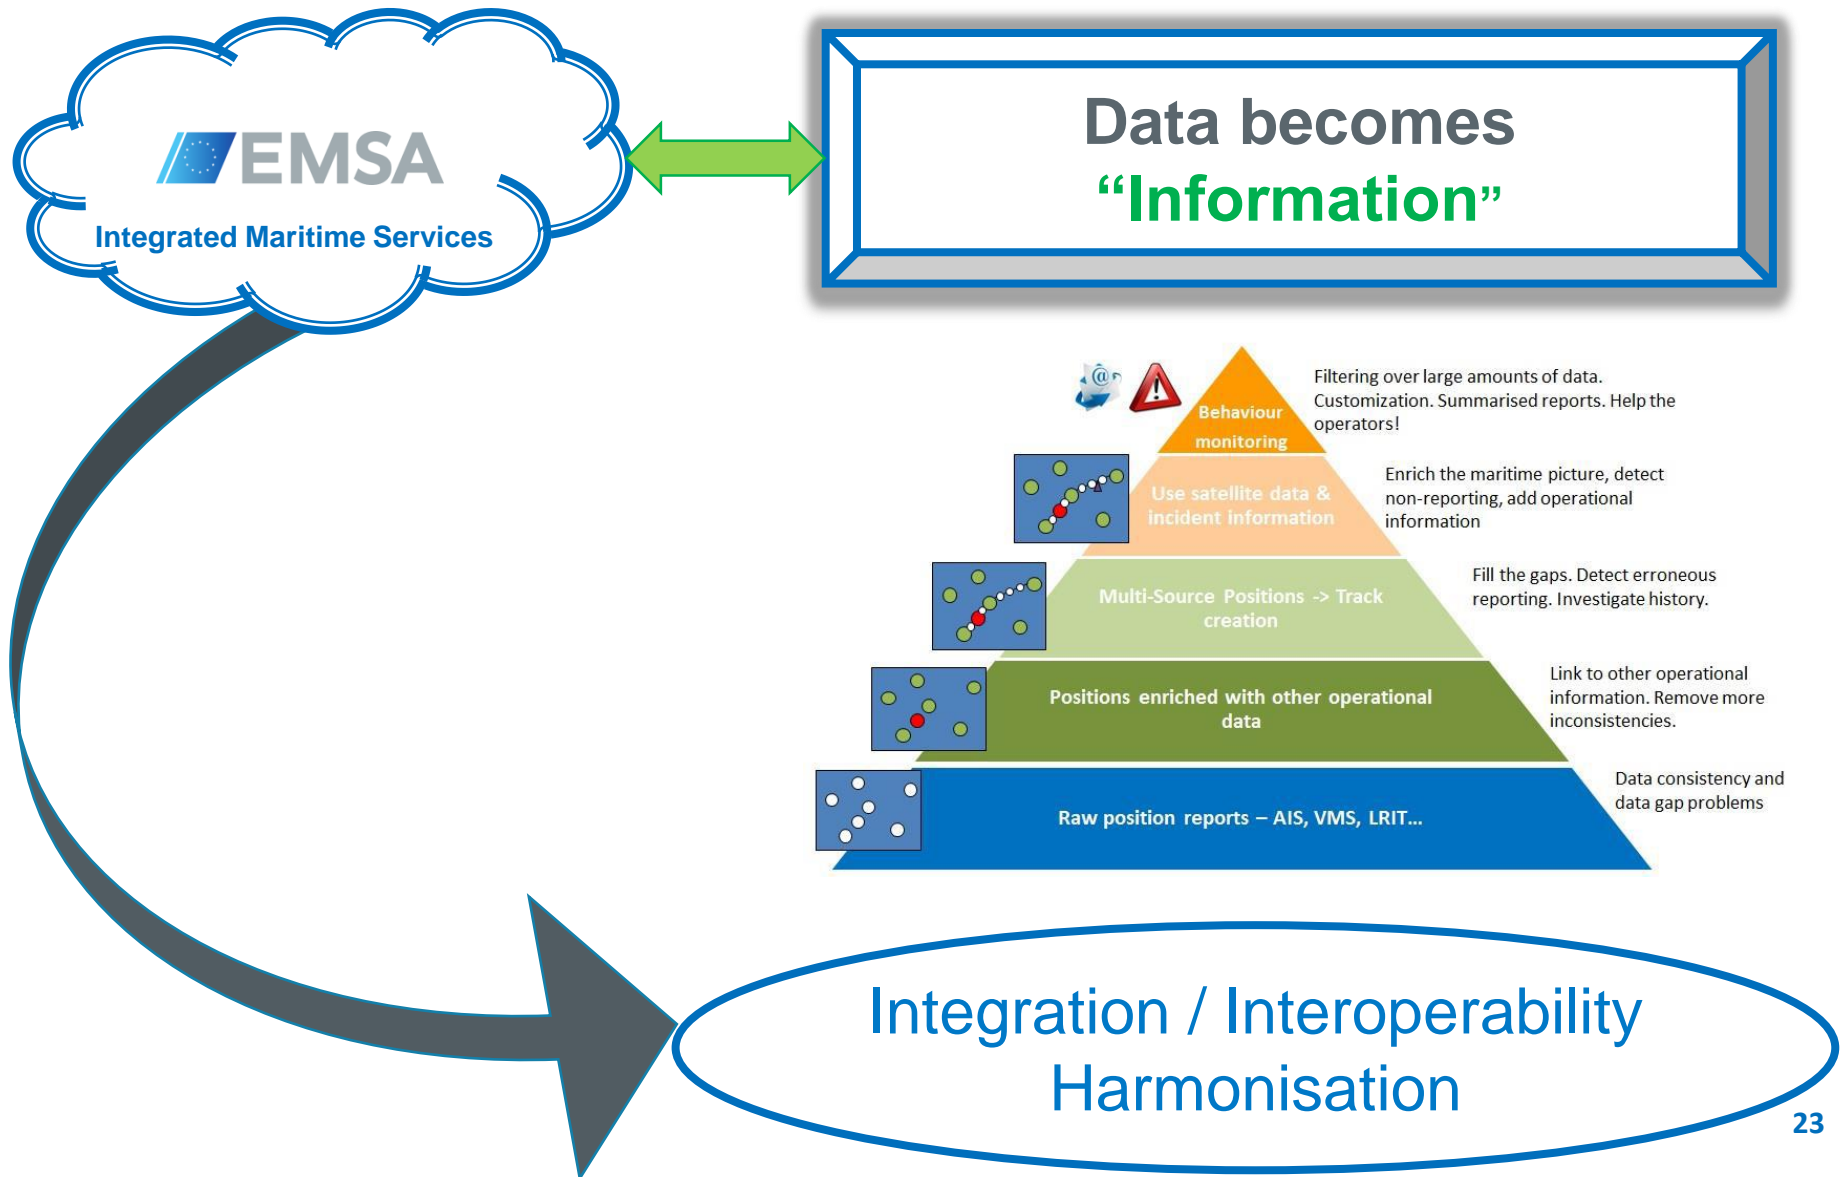 EMSA
Integrated Maritime Services
Data becomes
“Information”
Behaviour
monitoring
Filtering over large amounts of data.
Customization. Summarised reports. Help the
operators!
Use satellite data &
incident information
Enrich the maritime picture, detect
non-reporting, add operational
information
Multi-Source Positions -> Track
creation
Fill the gaps. Detect erroneous
reporting. Investigate history.
Positions enriched with other operational
data
Link to other operational
information. Remove more
inconsistencies.
Raw position reports – AIS, VMS, LRIT...
Data consistency and
data gap problems
Integration / Interoperability
Harmonisation
23